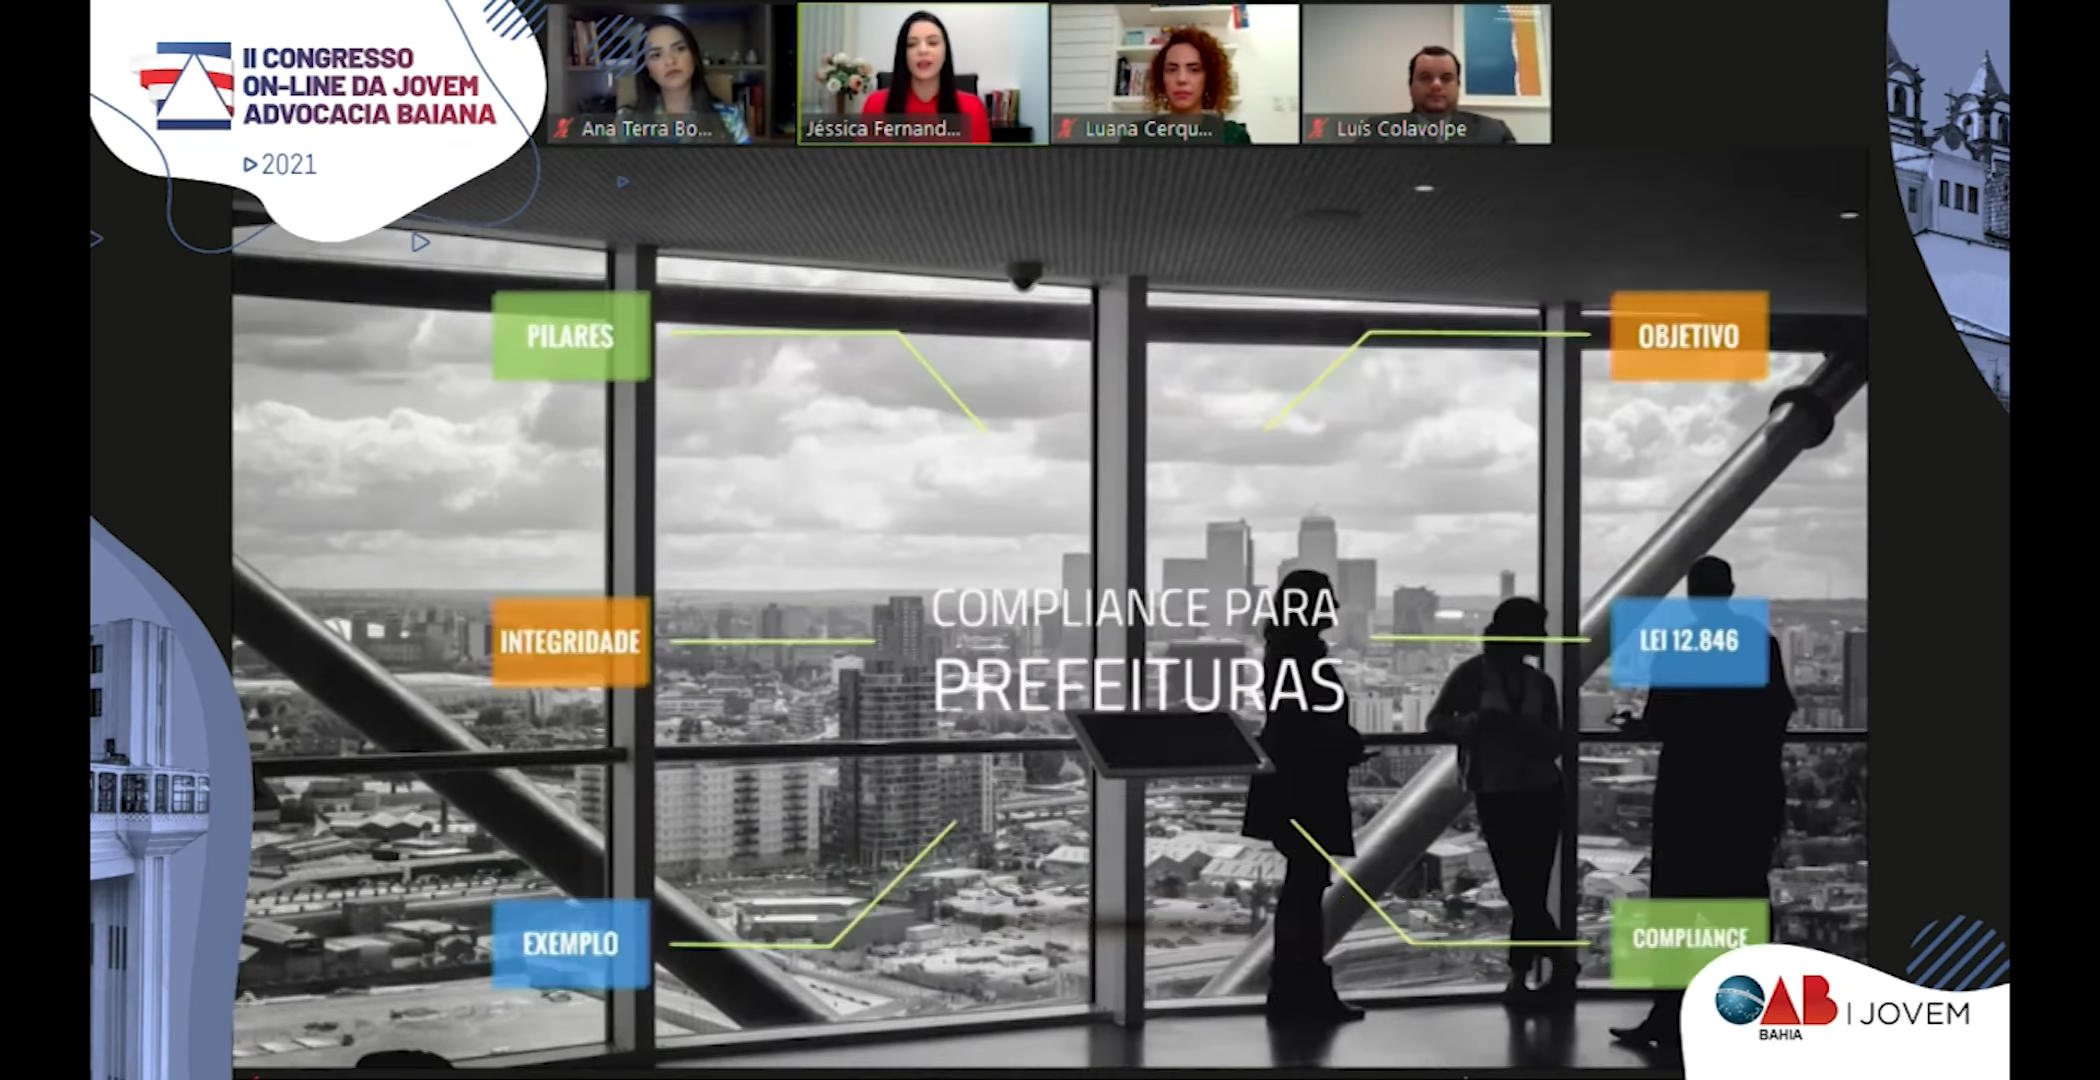 II CONGRESSO
ON-LINE DA JOVEM
ADVOCACIA BAIANA
2021
Ana Terra Bo...
Jéssica Fernand...
Luana Cerqu...
Luís Colavolpe
PILARES
OBJETIVO
COMPLIANCE PARA
PREFEITURAS
INTEGRIDADE
LEI 12.846
EXEMPLO
COMPLIANCE
OAB | JOVEM
BAHIA